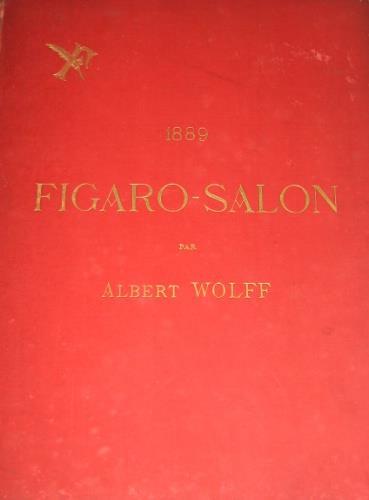 1889
FIGARO-SALON
PAR
ALBERT WOLFF